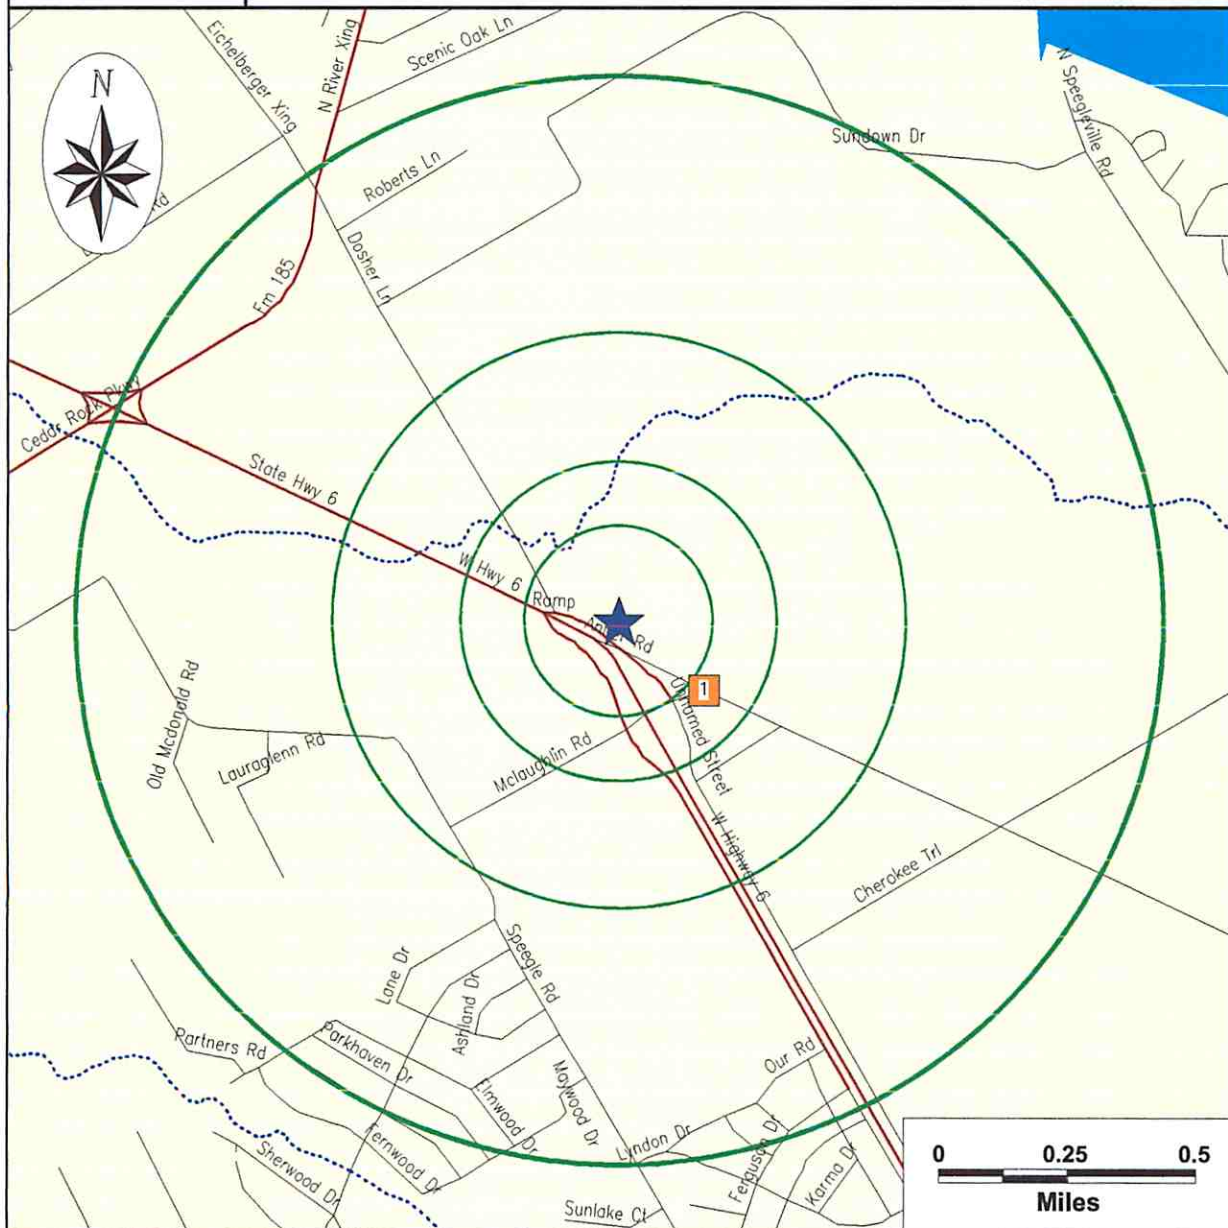 Eichelberger Xing
N River Xing
Scenic Oak Ln
N Speegleville Rd
N
Sundown Dr
Roberts Ln
Rd
Dosher Ln
Fm 185
Cedar Rock Pkwy
State Hwy 6
W Hwy 6
Ramp
Rd
1
Unnamed Street
Old Mcdonald Rd
Lauraglenn Rd
Mclaughlin Rd
W Highway 6
Cherokee Trl
Speegle Rd
Lane Dr
Ashland Dr
Partners Rd
Parkhaven Dr
Elmwood Dr
Maywood Dr
Our Rd
Fernwood Dr
Sherwood Dr
Lyndon Dr
Ferguson Dr
Karma Dr
Sunlake Ct
0 0.25 0.5
Miles